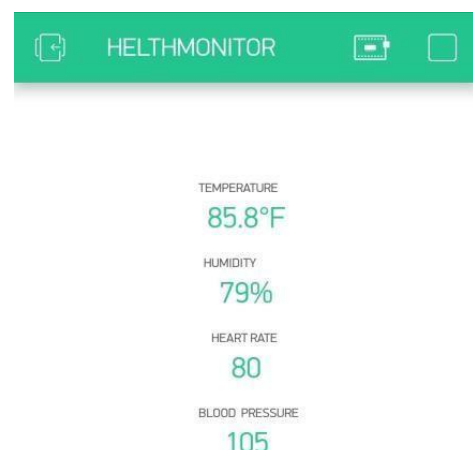 HELTHMONITOR
TEMPERATURE
85.8°F
HUMIDITY
79%
HEART RATE
80
BLOOD PRESSURE
105